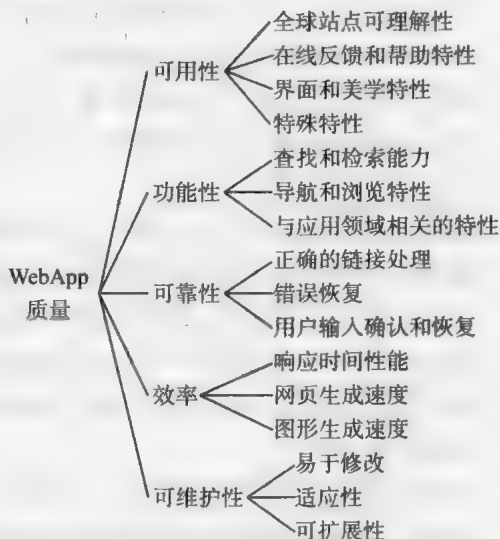 WebApp
质量
可用性
全球站点可理解性
在线反馈和帮助特性
界面和美学特性
特殊特性
功能性
查找和检索能力
导航和浏览特性
与应用领域相关的特性
可靠性
正确的链接处理
错误恢复
用户输入确认和恢复
效率
响应时间性能
网页生成速度
图形生成速度
可维护性
易于修改
适应性
可扩展性